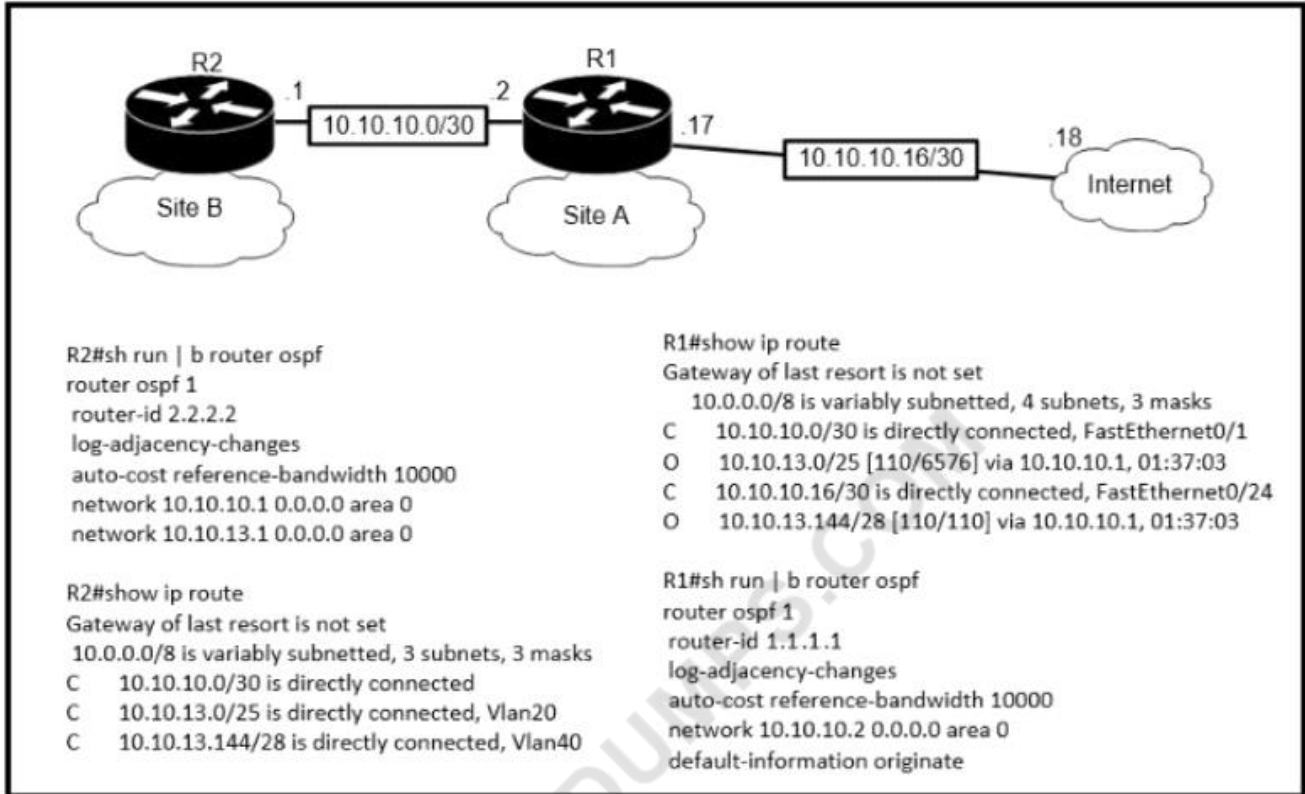 R2
R1
.1
.2
10.10.10.0/30
.17
10.10.10.16/30
.18
Internet
Site B
Site A
R2#sh run | b router ospf
router ospf 1
router-id 2.2.2.2
log-adjacency-changes
auto-cost reference-bandwidth 10000
network 10.10.10.1 0.0.0.0 area 0
network 10.10.13.1 0.0.0.0 area 0
R2#show ip route
Gateway of last resort is not set
10.0.0.0/8 is variably subnetted, 3 subnets, 3 masks
C 10.10.10.0/30 is directly connected
C 10.10.13.0/25 is directly connected, Vlan20
C 10.10.13.144/28 is directly connected, Vlan40
R1#show ip route
Gateway of last resort is not set
10.0.0.0/8 is variably subnetted, 4 subnets, 3 masks
C 10.10.10.0/30 is directly connected, FastEthernet0/1
O 10.10.13.0/25 [110/6576] via 10.10.10.1, 01:37:03
C 10.10.10.16/30 is directly connected, FastEthernet0/24
O 10.10.13.144/28 [110/110] via 10.10.10.1, 01:37:03
R1#sh run | b router ospf
router ospf 1
router-id 1.1.1.1
log-adjacency-changes
auto-cost reference-bandwidth 10000
network 10.10.10.2 0.0.0.0 area 0
default-information originate
DUMPS.COM